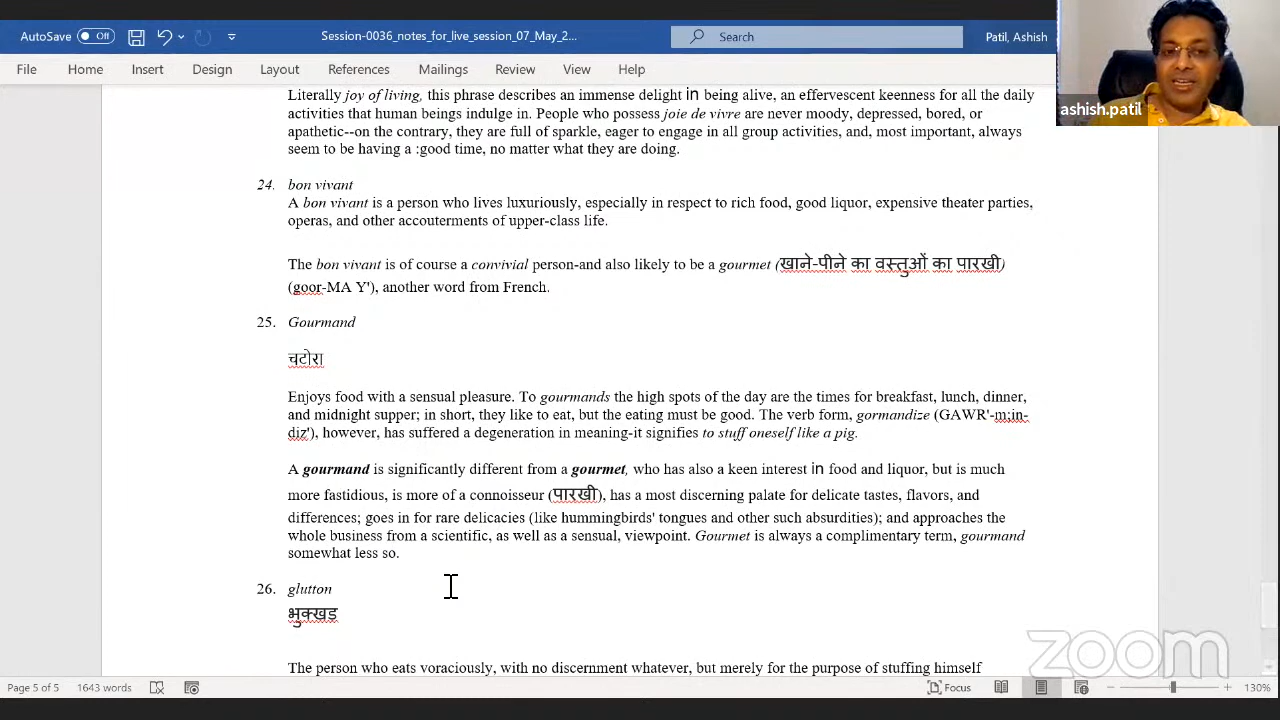 AutoSave Off Session-0036_notes_for_live_session_07_May_2... Search Patil, Ashish
File Home Insert Design Layout References Mailings Review View Help
ashish.patil
Literally joy of living, this phrase describes an immense delight in being alive, an effervescent keenness for all the daily
activities that human beings indulge in. People who possess joie de vivre are never moody, depressed, bored, or
apathetic--on the contrary, they are full of sparkle, eager to engage in all group activities, and, most important, always
seem to be having a :good time, no matter what they are doing.
24. bon vivant
A bon vivant is a person who lives luxuriously, especially in respect to rich food, good liquor, expensive theater parties,
operas, and other accouterments of upper-class life.
The bon vivant is of course a convivial person-and also likely to be a gourmet (खाने-पीने का वस्तुओं का पारखी)
(goor-MA Y'), another word from French.
25. Gourmand
चटोरा
Enjoys food with a sensual pleasure. To gourmands the high spots of the day are the times for breakfast, lunch, dinner,
and midnight supper; in short, they like to eat, but the eating must be good. The verb form, gormandize (GAWR'-m;in-
diz'), however, has suffered a degeneration in meaning-it signifies to stuff oneself like a pig.
A gourmand is significantly different from a gourmet, who has also a keen interest in food and liquor, but is much
more fastidious, is more of a connoisseur (पारखी), has a most discerning palate for delicate tastes, flavors, and
differences; goes in for rare delicacies (like hummingbirds' tongues and other such absurdities); and approaches the
whole business from a scientific, as well as a sensual, viewpoint. Gourmet is always a complimentary term, gourmand
somewhat less so.
26. glutton
भुक्खड
The person who eats voraciously, with no discernment whatever, but merely for the purpose of stuffing himself
zoom
Page 5 of 5 1643 words Focus 130%